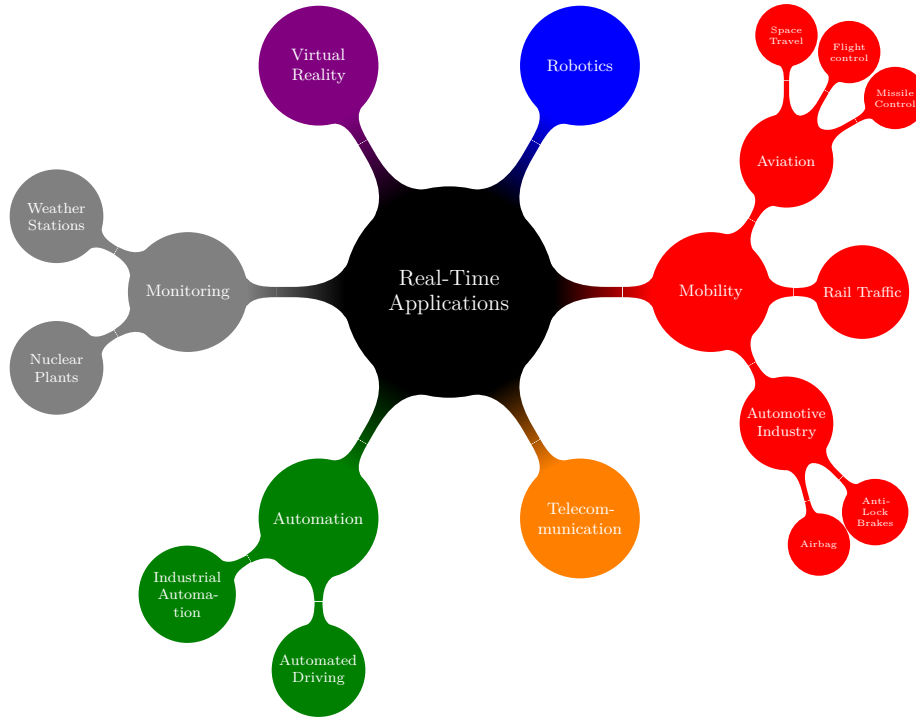 Real-Time
Applications
Virtual
Reality
Robotics
Space
Travel
Flight
control
Missile
Control
Aviation
Mobility
Rail Traffic
Automotive
Industry
Anti-
Lock
Brakes
Airbag
Telecom-
munication
Automation
Industrial
Automa-
tion
Automated
Driving
Monitoring
Weather
Stations
Nuclear
Plants